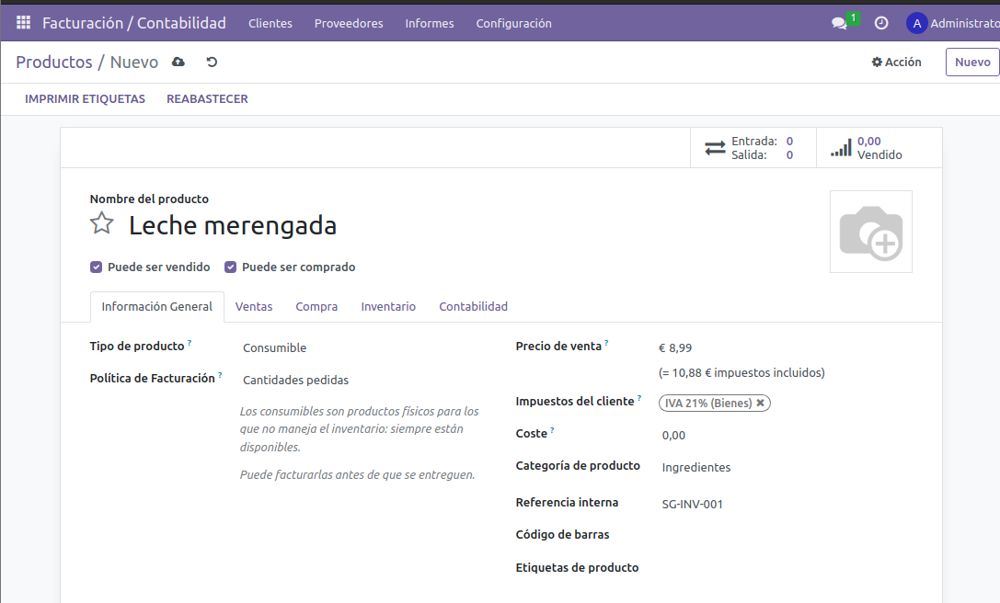 Facturación / Contabilidad Clientes Proveedores Informes Configuración 1 A Administrato
Productos / Nuevo Acción Nuevo
IMPRIMIR ETIQUETAS REABASTECER
Entrada: 0
Salida: 0
0,00
Vendido
Nombre del producto
Leche merengada
Puede ser vendido Puede ser comprado
Información General Ventas Compra Inventario Contabilidad
Tipo de producto ? Consumible
Política de Facturación ? Cantidades pedidas
Los consumibles son productos físicos para los
que no maneja el inventario: siempre están
disponibles.
Puede facturarlas antes de que se entreguen.
Precio de venta ? € 8,99
(= 10,88 € impuestos incluidos)
Impuestos del cliente ? IVA 21% (Bienes) ✖
Coste ? 0,00
Categoría de producto Ingredientes
Referencia interna SG-INV-001
Código de barras
Etiquetas de producto